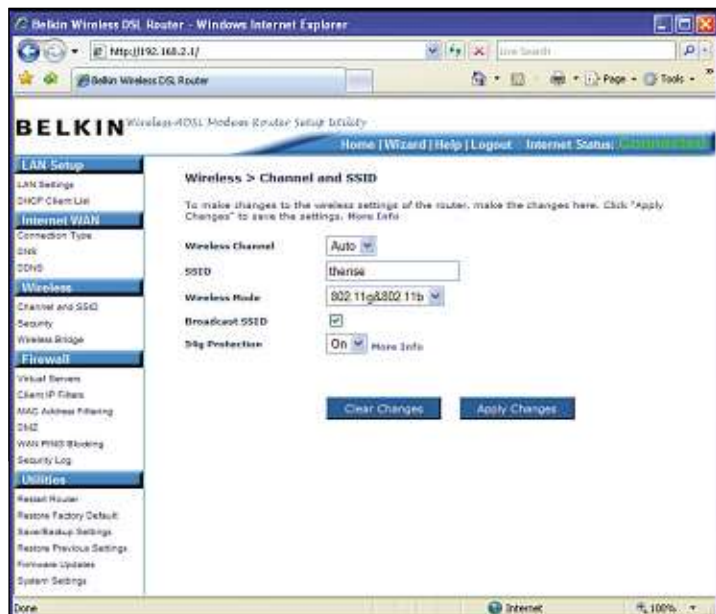 Belkin Wireless DSL Router - Windows Internet Explorer
http://192.168.2.1/
Live Search
Belkin Wireless DSL Router
Page
Tools
BELKIN Wireless ADSL Modem Router Setup Utility
Home | Wizard | Help | Logout Internet Status: Connected
LAN Setup
LAN Settings
DHCP Client List
Internet WAN
Connection Type
DNS
DDNS
Wireless
Channel and SSID
Security
Wireless Bridge
Firewall
Virtual Servers
Client IP Filters
MAC Address Filtering
DMZ
WAN PING Blocking
Security Log
Utilities
Restart Router
Restore Factory Default
Save/Backup Settings
Restore Previous Settings
Firmware Updates
System Settings
Wireless > Channel and SSID
To make changes to the wireless settings of the router, make the changes here. Click "Apply
Changes" to save the settings. More Info
Wireless Channel Auto
SSID therise
Wireless Mode 802.11g&802.11b
Broadcast SSID
54g Protection On More Info
Clear Changes Apply Changes
Done
Internet
100%